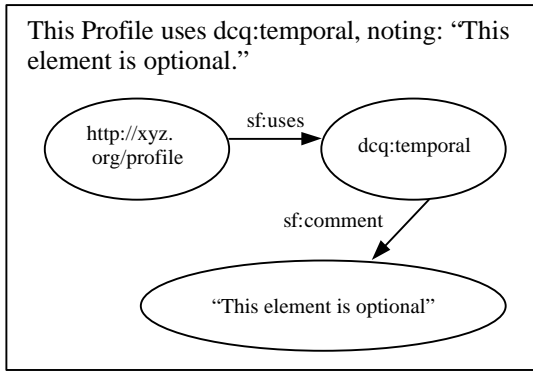 This Profile uses dcq:temporal, noting: “This
element is optional.”
http://xyz.
org/profile
sf:uses
dcq:temporal
sf:comment
“This element is optional”